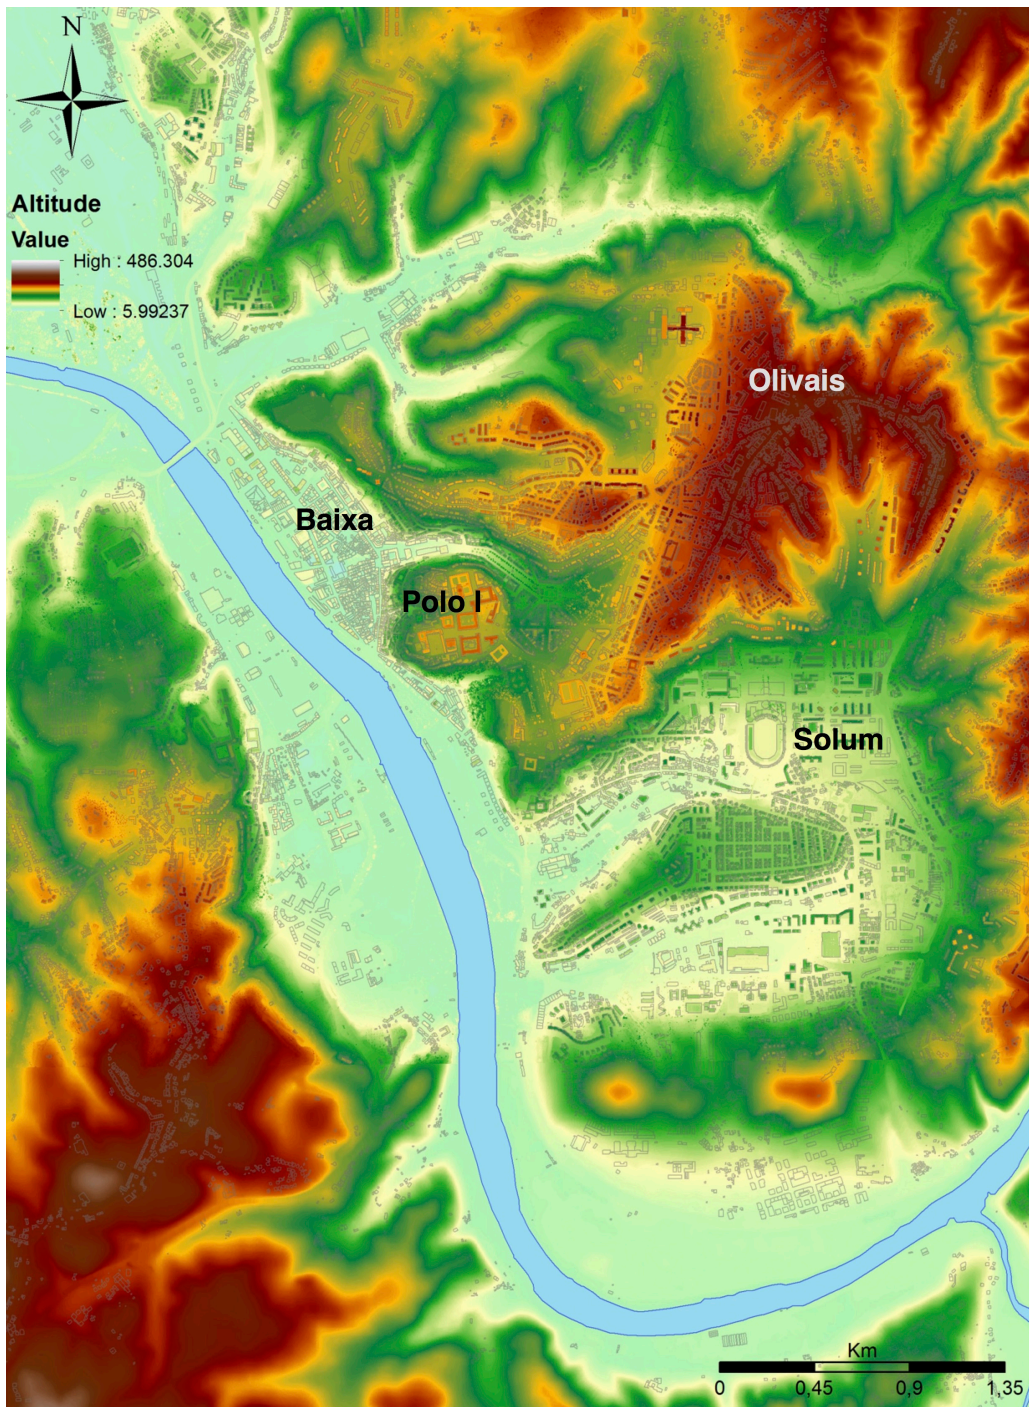 N
Altitude
Value
High : 486.304
Low : 5.99237
Olivais
Baixa
Polo I
Solum
Km
0 0,45 0,9 1,35